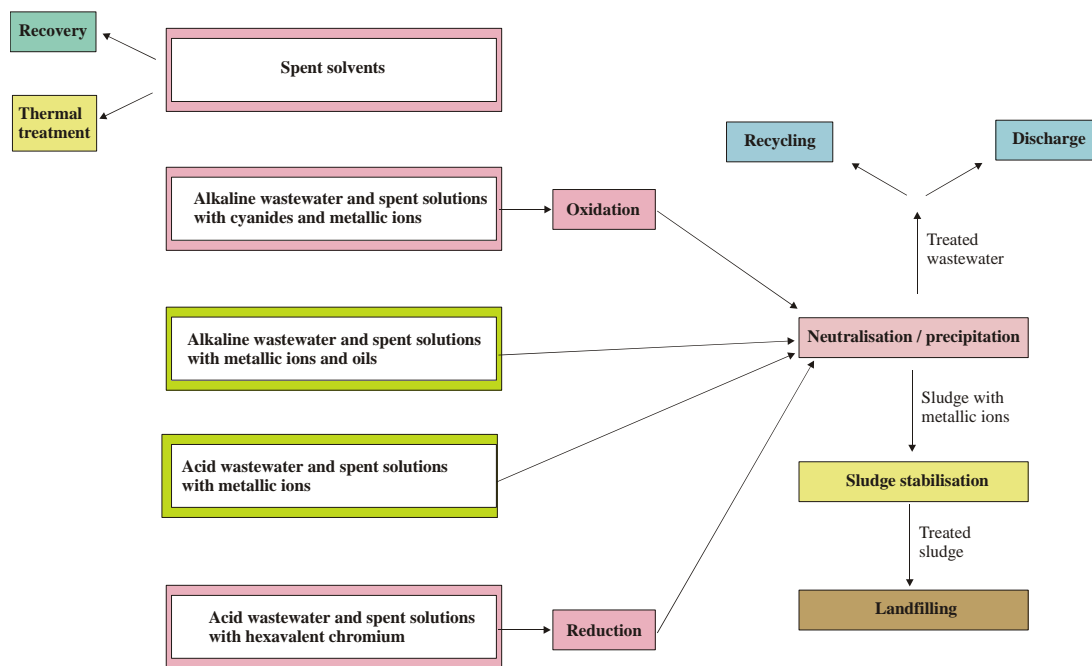 Recovery
Spent solvents
Thermal
treatment
Recycling
Discharge
Alkaline wastewater and spent solutions
with cyanides and metallic ions
Oxidation
Treated
wastewater
Alkaline wastewater and spent solutions
with metallic ions and oils
Neutralisation / precipitation
Sludge with
metallic ions
Acid wastewater and spent solutions
with metallic ions
Sludge stabilisation
Treated
sludge
Acid wastewater and spent solutions
with hexavalent chromium
Reduction
Landfilling